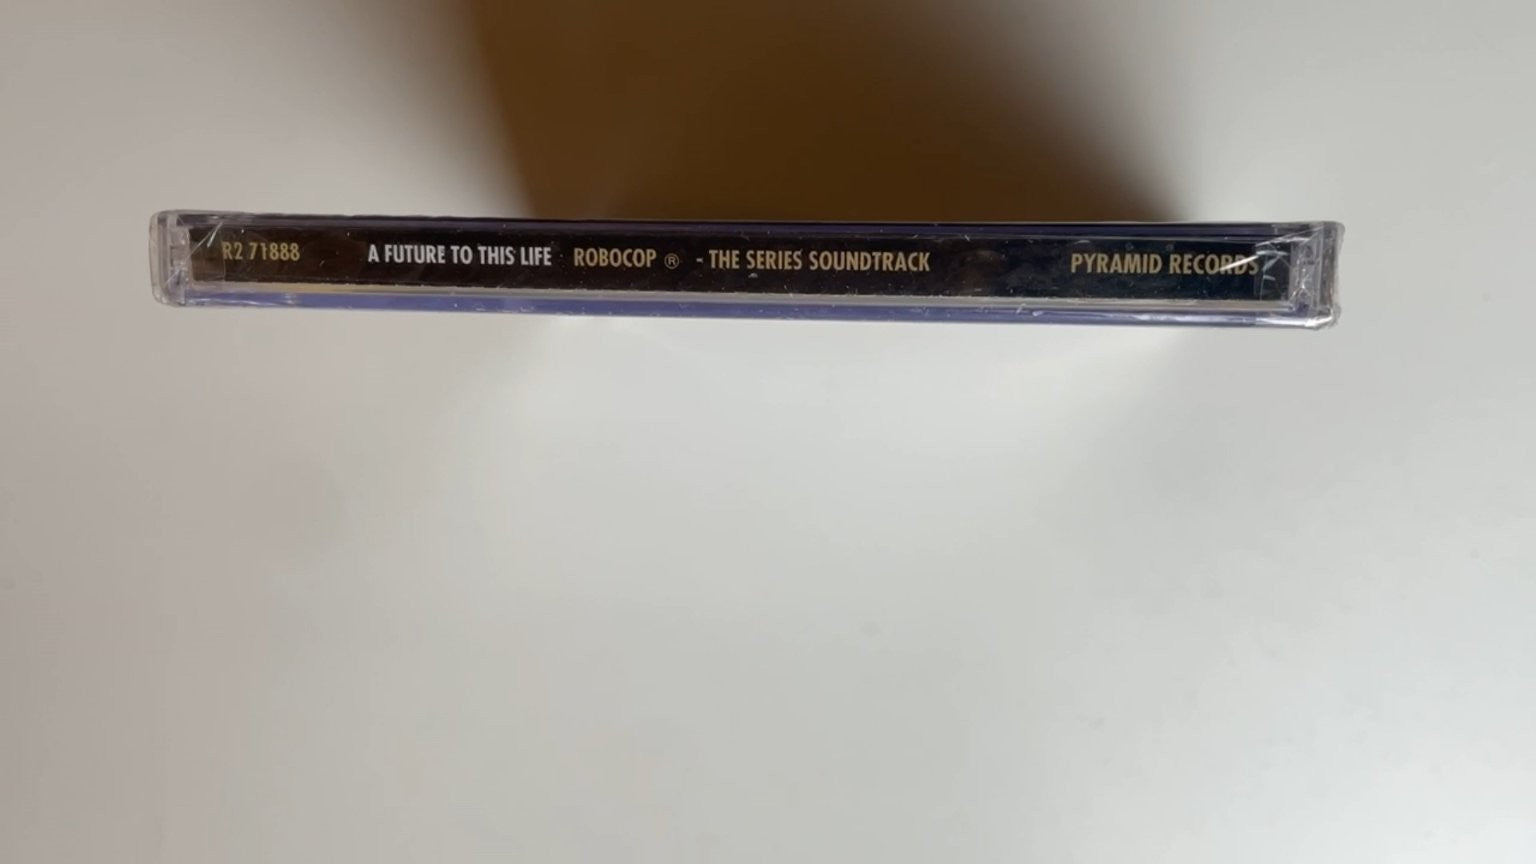 R2 71888 A FUTURE TO THIS LIFE ROBOCOP ® - THE SERIES SOUNDTRACK PYRAMID RECORDS